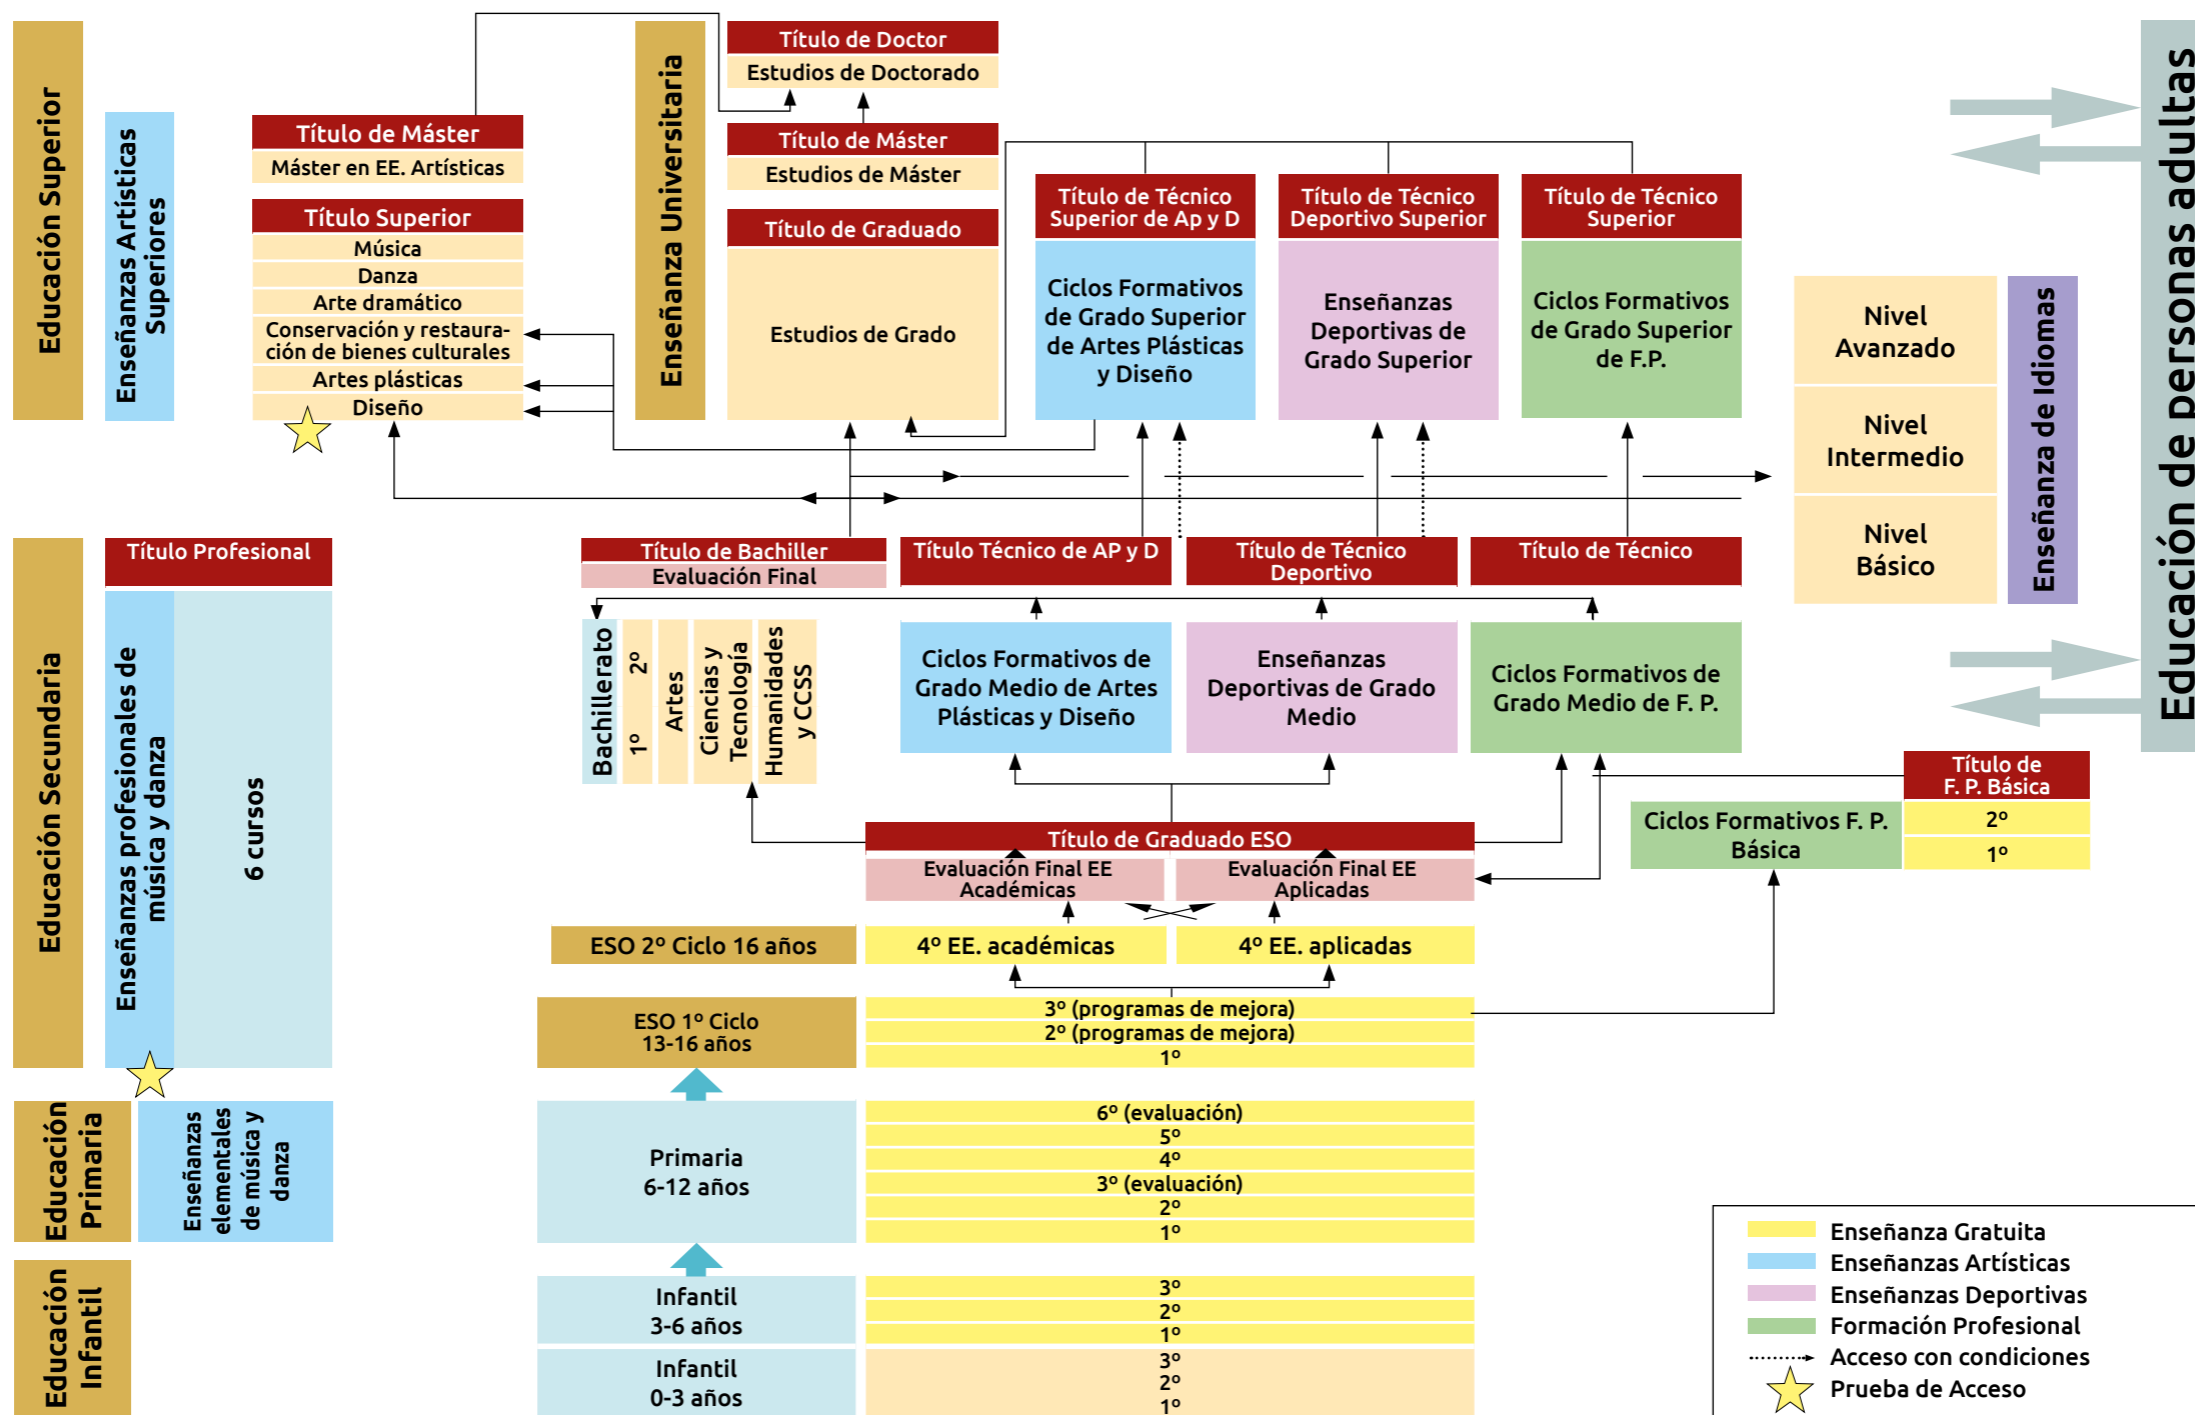 Educación Superior
Enseñanzas Artísticas
Superiores
Título de Máster
Máster en EE. Artísticas
Título Superior
Música
Danza
Arte dramático
Conservación y restaura-
ción de bienes culturales
Artes plásticas
Diseño
Enseñanza Universitaria
Título de Doctor
Estudios de Doctorado
Título de Máster
Estudios de Máster
Título de Graduado
Estudios de Grado
Título de Técnico
Superior de Ap y D
Ciclos Formativos
de Grado Superior
de Artes Plásticas
y Diseño
Título de Técnico
Deportivo Superior
Enseñanzas
Deportivas de
Grado Superior
Título de Técnico
Superior
Ciclos Formativos
de Grado Superior
de F.P.
Nivel
Avanzado
Nivel
Intermedio
Nivel
Básico
Enseñanza de Idiomas
Educación de personas adultas
Educación Secundaria
Título Profesional
Enseñanzas profesionales de
música y danza
6 cursos
Título de Bachiller
Evaluación Final
Bachillerato
1º 2º
Artes
Ciencias y
Tecnología
Humanidades
y CCSS
Título Técnico de AP y D
Ciclos Formativos de
Grado Medio de Artes
Plásticas y Diseño
Título de Técnico
Deportivo
Enseñanzas
Deportivas de Grado
Medio
Título de Técnico
Ciclos Formativos de
Grado Medio de F. P.
Título de
F. P. Básica
Ciclos Formativos F. P.
Básica
2º
1º
Título de Graduado ESO
Evaluación Final EE
Académicas
Evaluación Final EE
Aplicadas
ESO 2º Ciclo 16 años
4º EE. académicas
4º EE. aplicadas
ESO 1º Ciclo
13-16 años
3º (programas de mejora)
2º (programas de mejora)
1º
Educación
Primaria
Enseñanzas
elementales
de música y
danza
Primaria
6-12 años
6º (evaluación)
5º
4º
3º (evaluación)
2º
1º
Educación
Infantil
Infantil
3-6 años
3º
2º
1º
Infantil
0-3 años
3º
2º
1º
Enseñanza Gratuita
Enseñanzas Artísticas
Enseñanzas Deportivas
Formación Profesional
Acceso con condiciones
Prueba de Acceso